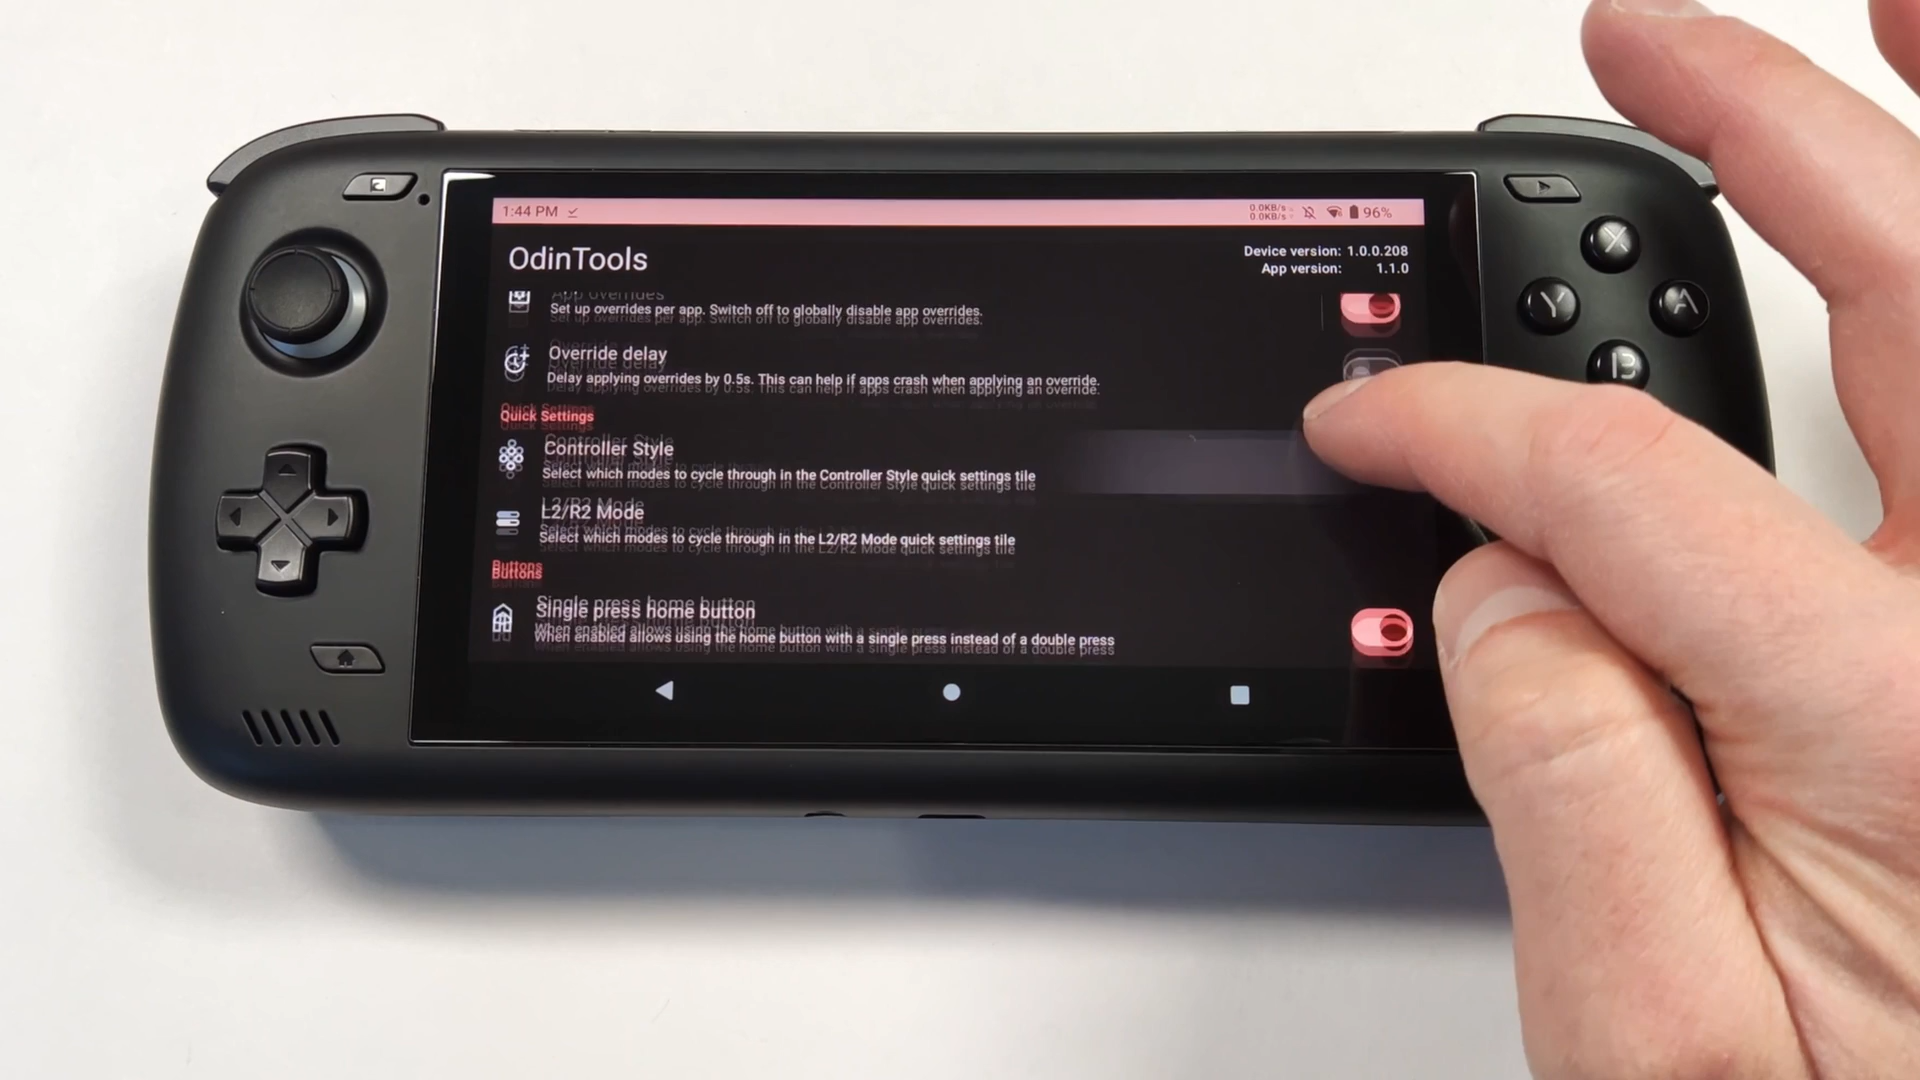 1:44 PM
0.0KB/s
0.0KB/s
96%
OdinTools
Device version: 1.0.0.208
App version: 1.1.0
App overrides
Set up overrides per app. Switch off to globally disable app overrides.
Override delay
Delay applying overrides by 0.5s. This can help if apps crash when applying an override.
Quick Settings
Controller Style
Select which modes to cycle through in the Controller Style quick settings tile
L2/R2 Mode
Select which modes to cycle through in the L2/R2 Mode quick settings tile
Buttons
Single press home button
When enabled allows using the home button with a single press instead of a double press
X
Y
A
B